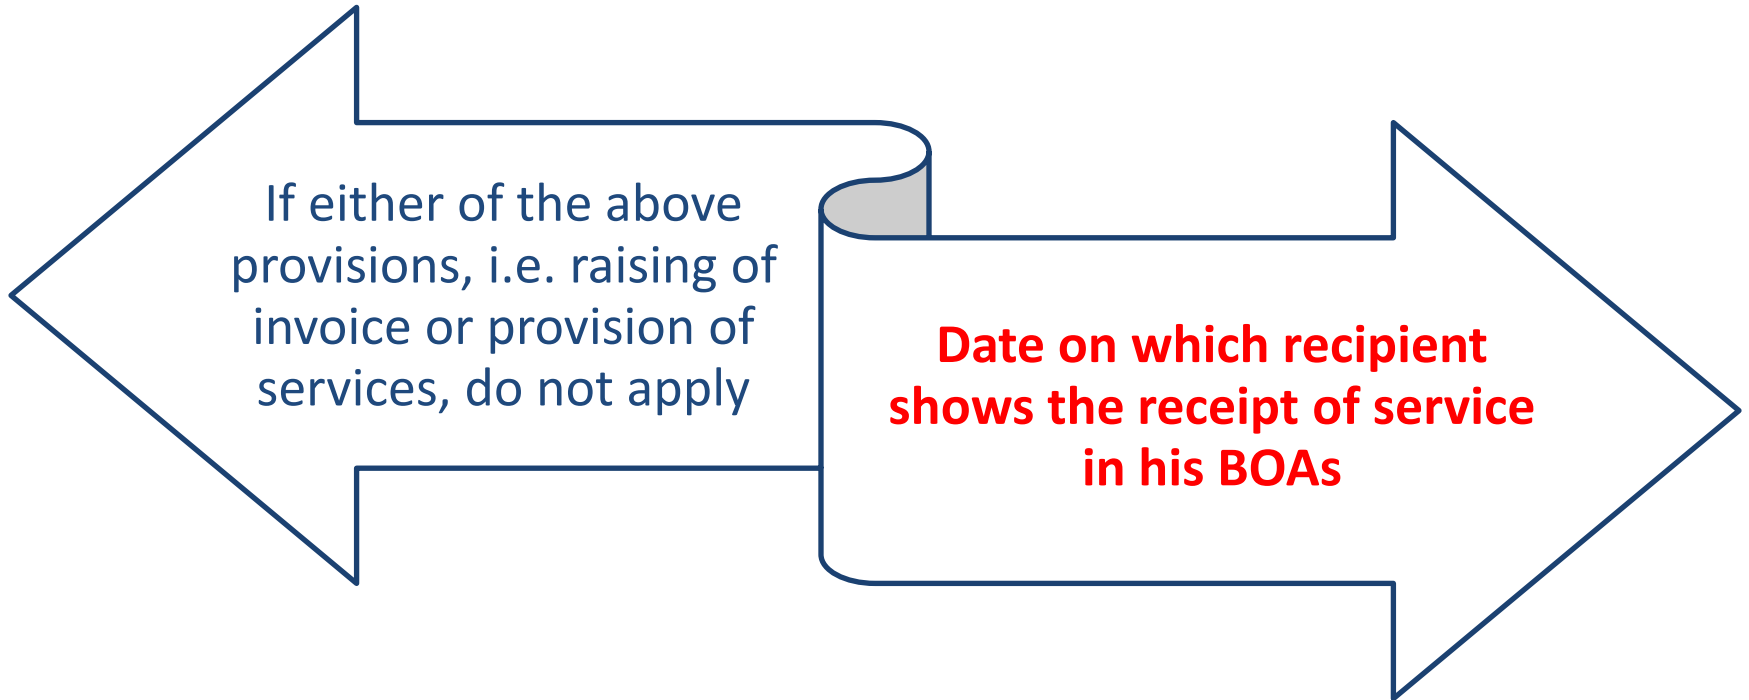 If either of the above
provisions, i.e. raising of
invoice or provision of
services, do not apply
Date on which recipient
shows the receipt of service
in his BOAs